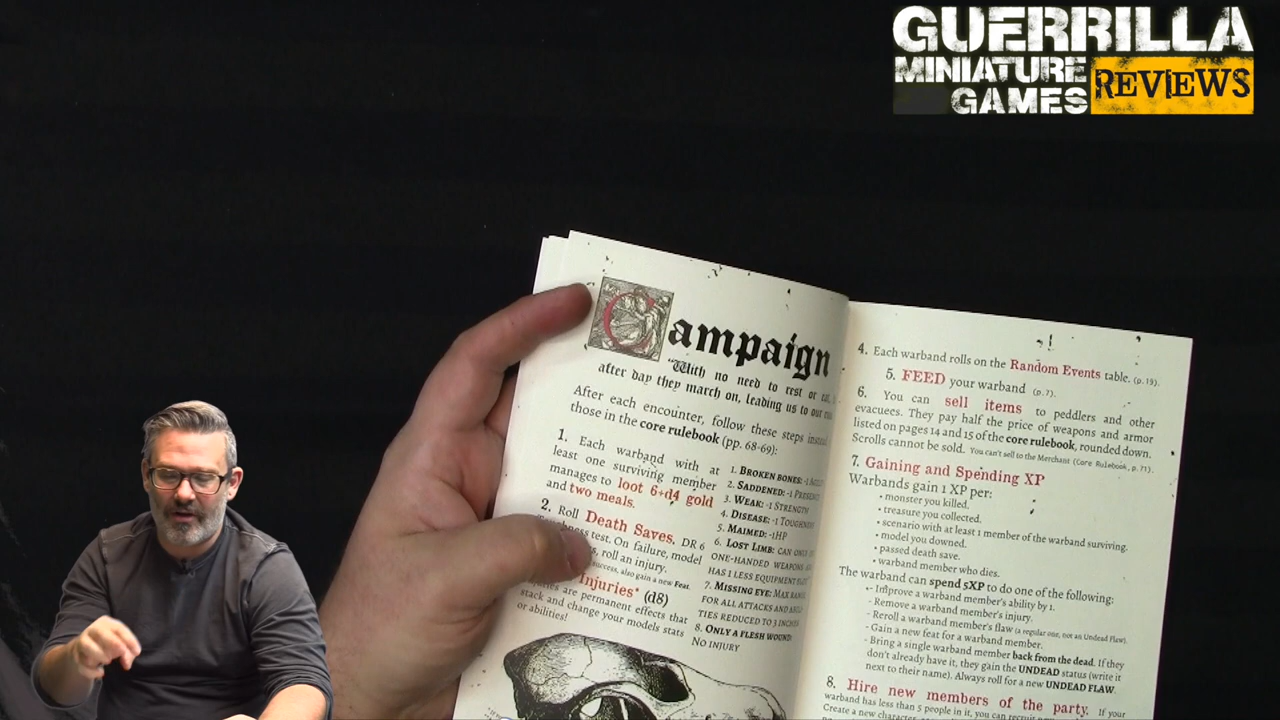 GUERRILLA
MINIATURE
GAMES
REVIEWS
Campaign
"With no need to rest or
after day they march on, leading us to our
After each encounter, follow these steps
those in the core rulebook (pp. 68-69):
1. Each warband with at
least one surviving member
manages to loot 6+d4 gold
and two meals.
2. Roll Death Saves, DR 6
test. On failure, model
roll an injury.
success, also gain a new Feat.
Injuries* (d8)
are permanent effects that
stack and change your models stats
or abilities!
1. BROKEN BONES:
2. SADDENED: -1
3. WEAK: -1 STRENGTH
4. DISEASE: -1
5. MAIMED: -1HP
6. LOST LIMB: CAN ONLY
ONE-HANDED WEAPONS
HAS 1 LESS EQUIPMENT
7. MISSING EYE: MAX
FOR ALL ATTACKS AND
TIES REDUCED TO 3
8. ONLY A FLESH WOUND:
NO INJURY
4. Each warband rolls on the Random Events table. (p.19).
5. FEED your warband (p.7).
6. You can sell items to peddlers and other
evacuees. They pay half the price of weapons and armor
listed on pages 14 and 15 of the core rulebook, rounded down.
Scrolls cannot be sold. You can't sell to the Merchant (Core Rulebook, p.71).
7. Gaining and Spending XP
Warbands gain 1 XP per:
• monster you killed.
• treasure you collected.
• scenario with at least 1 member of the warband surviving.
• model you downed.
• passed death save.
• warband member who dies.
The warband can spend 5XP to do one of the following:
- Improve a warband member's ability by 1.
- Remove a warband member's injury.
- Reroll a warband member's flaw (a regular one, not an Undead Flaw).
- Gain a new feat for a warband member.
- Bring a single warband member back from the dead. If they
don't already have it, they gain the UNDEAD status (write it
next to their name). Always roll for a new UNDEAD FLAW.
8. Hire new members of the party. If your
warband has less than 5 people in it, you can recruit
Create a new character,